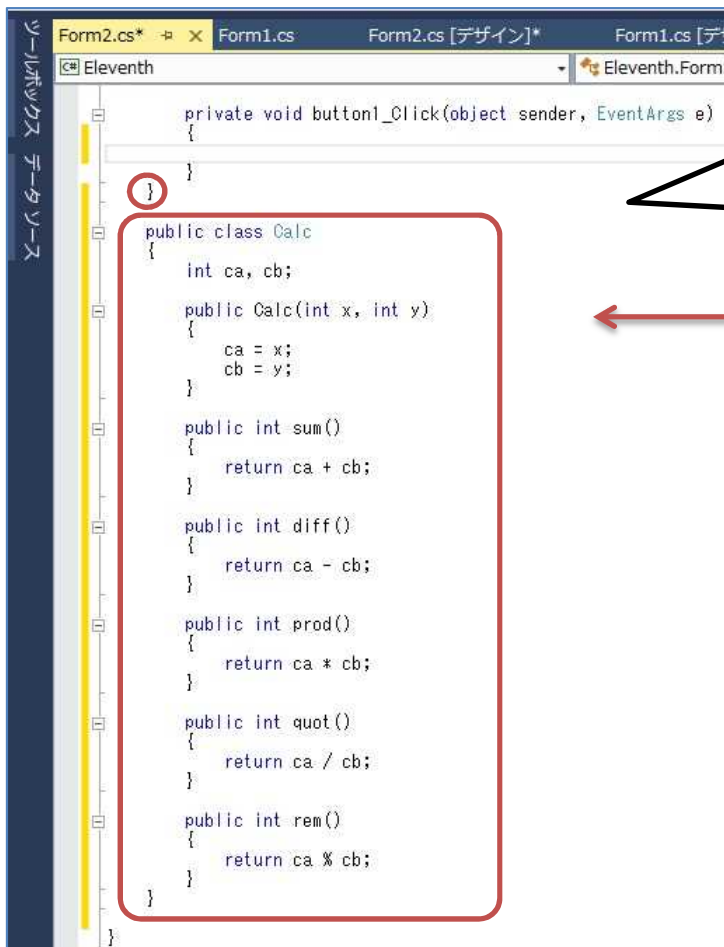 ツールボックス データ ソース
Form2.cs* Form1.cs Form2.cs [デザイン]* Form1.cs [デ
C# Eleventh Eleventh.Form
private void button1_Click(object sender, EventArgs e)
{
}
}
public class Calc
{
int ca, cb;
public Calc(int x, int y)
{
ca = x;
cb = y;
}
public int sum()
{
return ca + cb;
}
public int diff()
{
return ca - cb;
}
public int prod()
{
return ca * cb;
}
public int quot()
{
return ca / cb;
}
public int rem()
{
return ca % cb;
}
}
}